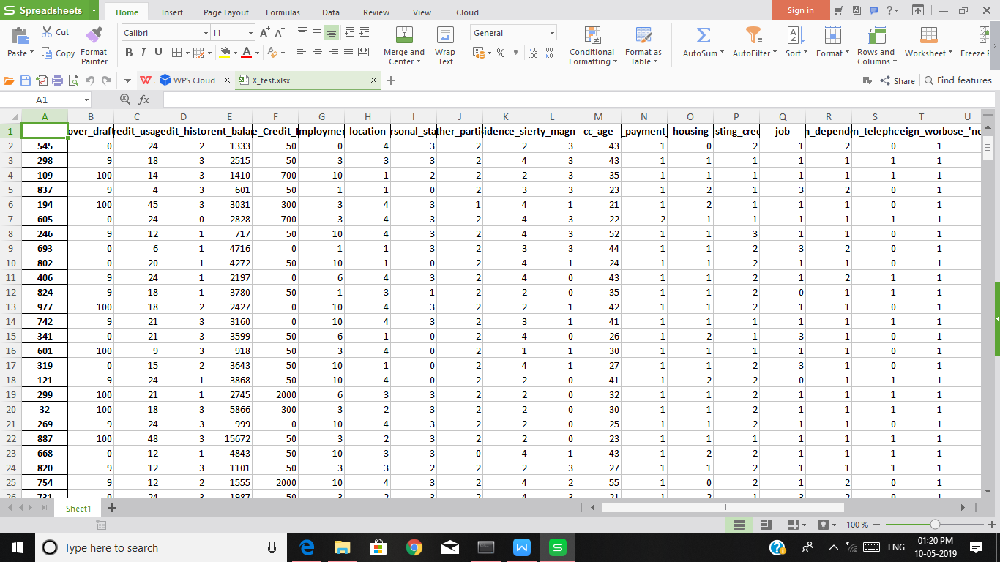 Spreadsheets Home Insert Page Layout Formulas Data Review View Cloud Sign in
Cut Calibri 11 General
Paste Copy Format Painter Merge and Center Wrap Text Conditional Formatting Format as Table AutoSum AutoFilter Sort Format Rows and Columns Worksheet Freeze F
WPS Cloud X_test.xlsx Share Find features
A1 fx
A B C D E F G H I J K L M N O P Q R S T U
1 over_draft redit_usag edit_histo rent_balar e_Credit_I mploymer location rsonal_sta ther_parti idence_si erty_magn cc_age _payment_ housing isting_cred job n_depend n_telepho reign_wor bose_'ne
2 545 0 24 2 1333 50 0 4 3 2 2 3 43 1 0 2 1 2 0 1
3 298 9 18 3 2515 50 3 3 3 2 4 3 43 1 1 1 1 1 1 1
4 109 100 14 3 1410 700 10 1 2 2 2 3 35 1 1 1 1 1 1 1
5 837 9 4 3 601 50 1 1 0 2 3 3 23 1 2 1 3 2 0 1
6 194 100 45 3 3031 300 3 4 3 1 4 1 21 1 2 1 1 1 0 1
7 605 0 24 0 2828 700 3 4 3 2 4 3 22 2 1 1 1 1 1 1
8 246 9 12 1 717 50 10 4 3 2 4 3 52 1 1 3 1 1 0 1
9 693 0 6 1 4716 0 1 1 3 2 3 3 44 1 1 2 3 2 0 1
10 802 0 20 1 4272 50 10 1 0 2 4 1 24 1 1 2 1 1 1 1
11 406 9 24 1 2197 0 6 4 3 2 4 0 43 1 1 2 1 2 1 1
12 824 9 18 1 3780 50 1 3 1 2 2 0 35 1 1 2 0 1 1 1
13 977 100 18 2 2427 0 10 4 3 2 2 1 42 1 1 2 1 1 0 1
14 742 9 21 3 3160 0 10 4 3 2 3 1 41 1 1 1 1 1 1 1
15 341 0 21 3 3599 50 6 1 0 2 4 0 26 1 2 1 3 1 0 1
16 601 100 9 3 918 50 3 4 0 2 1 1 30 1 1 1 1 1 0 1
17 319 0 15 2 3643 50 10 1 0 2 4 1 27 1 1 2 3 1 0 1
18 121 9 24 1 3868 50 10 4 0 2 2 0 41 1 2 2 0 1 1 1
19 299 100 21 1 2745 2000 6 3 3 2 2 0 32 1 1 2 1 1 1 1
20 32 100 18 3 5866 300 3 2 3 2 2 0 30 1 1 2 1 1 1 1
21 269 9 24 3 999 0 10 4 3 2 2 0 25 1 1 2 1 1 0 1
22 887 100 48 3 15672 50 3 2 3 2 2 0 23 1 1 1 1 1 1 1
23 668 0 12 1 4843 50 10 3 3 0 4 1 43 1 2 2 1 1 1 1
24 820 9 12 3 1101 50 3 3 2 2 2 3 27 1 1 2 1 1 1 1
25 754 9 12 2 1555 2000 10 4 3 2 4 2 55 1 0 2 1 2 0 1
26 731 0 24 3 1987 50 3 2 3 2 4 3 21 1 2 1 3 2 0 1
Sheet1
100 %
Type here to search ENG 01:20 PM
10-05-2019